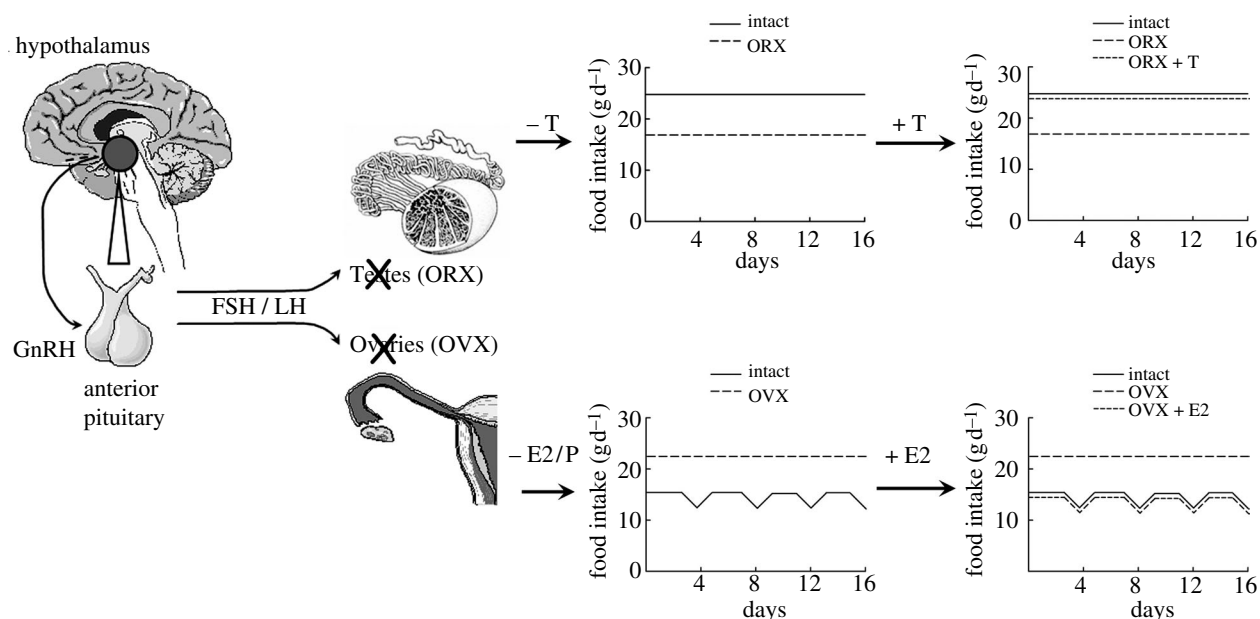 hypothalamus
GnRH
anterior
pituitary
FSH / LH
Testes (ORX)
Ovaries (OVX)
– T
intact
ORX
food intake (g d–1)
30
20
10
0
4
8
12
16
days
+ T
intact
ORX
ORX + T
food intake (g d–1)
30
20
10
0
4
8
12
16
days
– E2/P
intact
OVX
food intake (g d–1)
30
20
10
0
4
8
12
16
days
+ E2
intact
OVX
OVX + E2
food intake (g d–1)
30
20
10
0
4
8
12
16
days